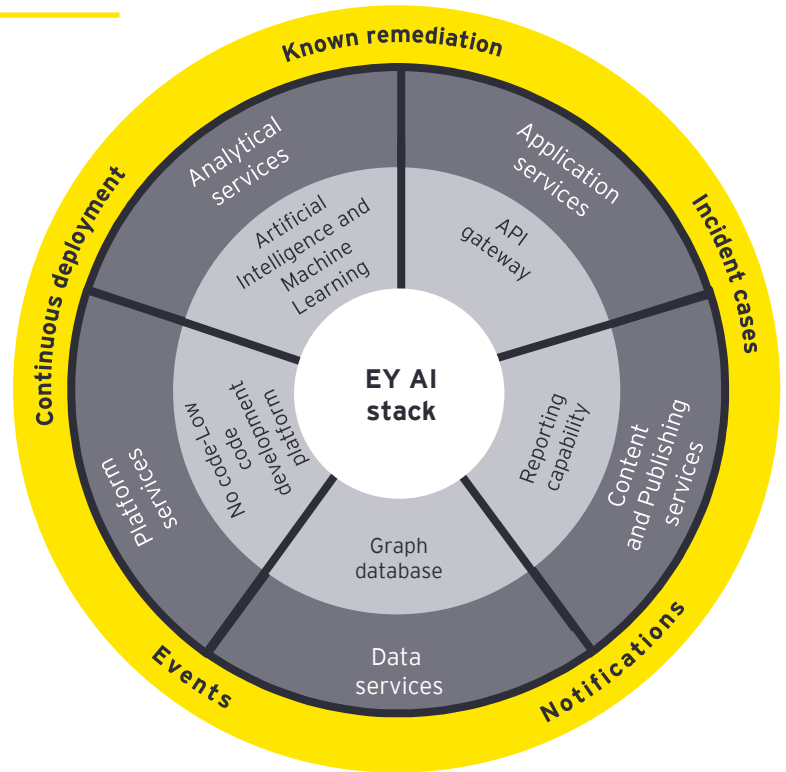 Known remediation
Analytical
services
Application
services
Artificial
Intelligence and
Machine
Learning
API
gateway
Continuous deployment
Incident cases
EY AI
stack
No code-Low
code
development
platform
Platform
services
Reporting
capability
Content
and Publishing
services
Graph
database
Data
services
Events
Notifications